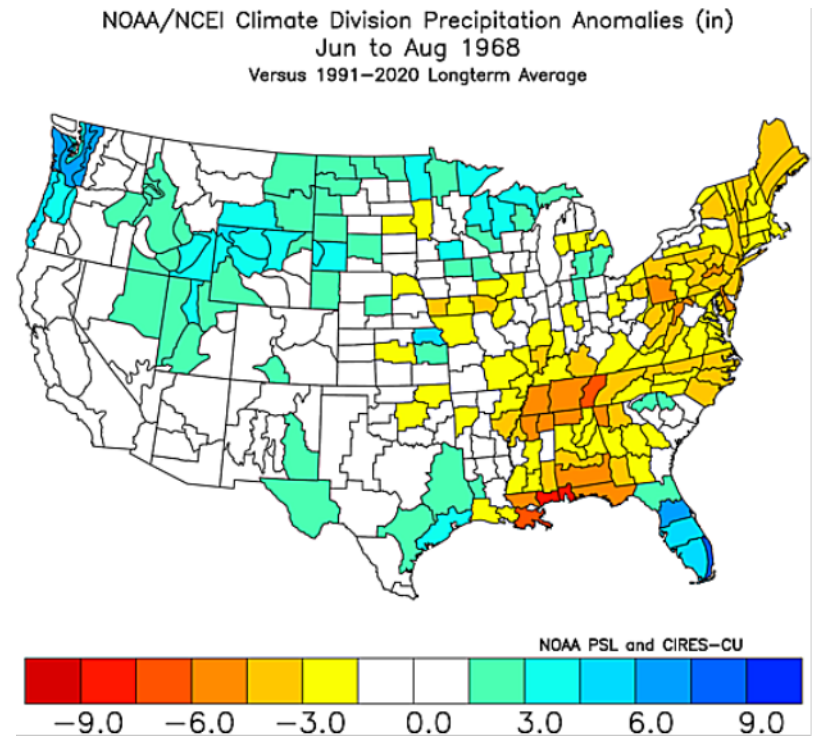 NOAA/NCEI Climate Division Precipitation Anomalies (in)
Jun to Aug 1968
Versus 1991−2020 Longterm Average
NOAA PSL and CIRES−CU
−9.0 −6.0 −3.0 0.0 3.0 6.0 9.0